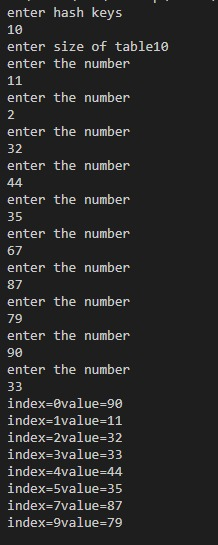 enter hash keys
10
enter size of table10
enter the number
11
enter the number
2
enter the number
32
enter the number
44
enter the number
35
enter the number
67
enter the number
87
enter the number
79
enter the number
90
enter the number
33
index=0value=90
index=1value=11
index=2value=32
index=3value=33
index=4value=44
index=5value=35
index=7value=87
index=9value=79